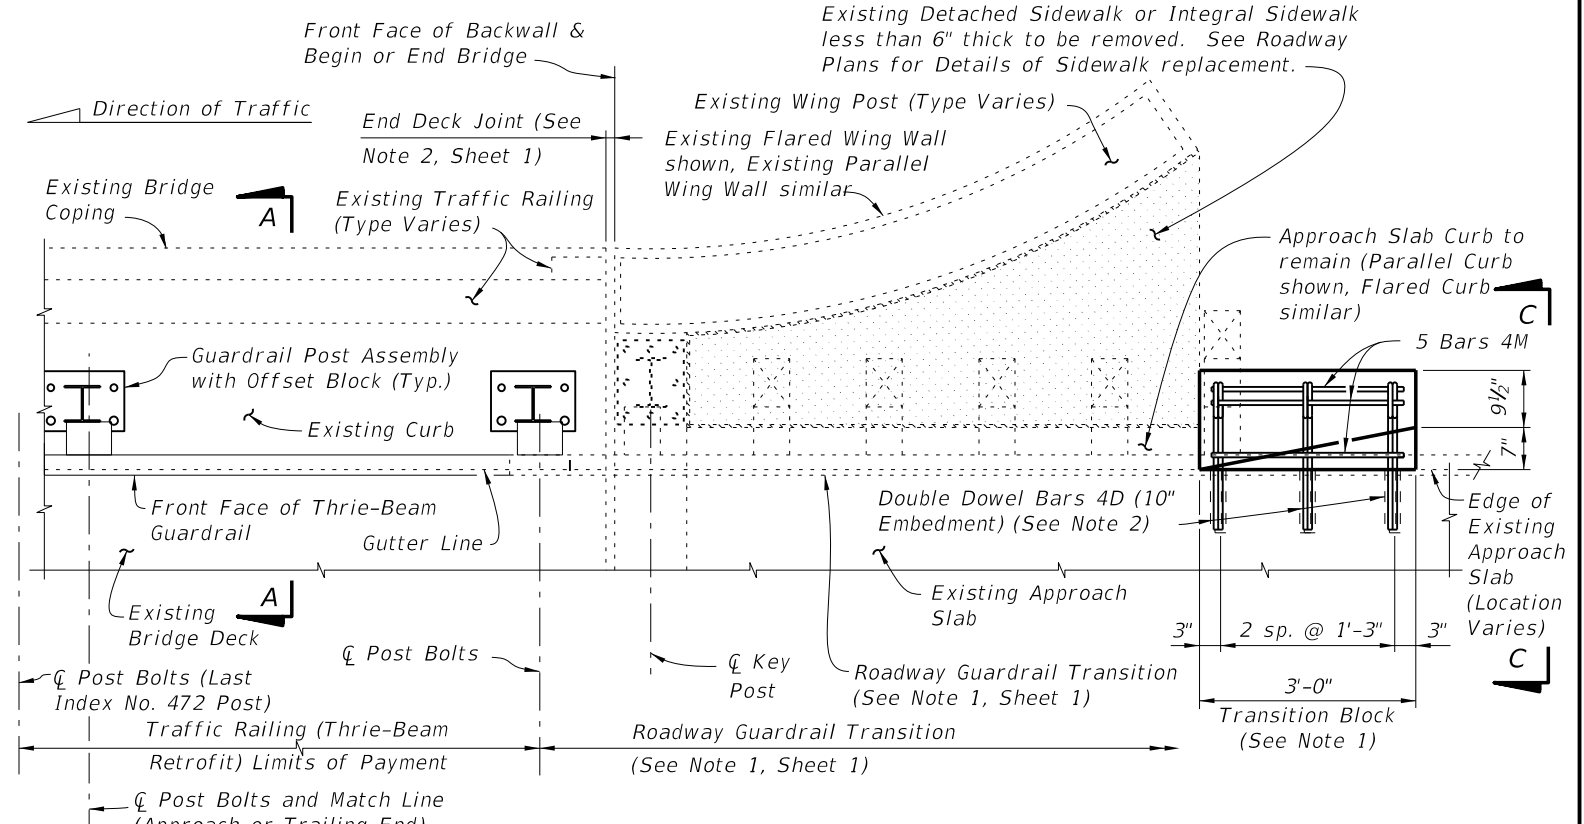 Front Face of Backwall &
Begin or End Bridge
Existing Detached Sidewalk or Integral Sidewalk
less than 6" thick to be removed. See Roadway
Plans for Details of Sidewalk replacement.
Direction of Traffic
End Deck Joint (See
Note 2, Sheet 1)
Existing Wing Post (Type Varies)
Existing Flared Wing Wall
shown, Existing Parallel
Wing Wall similar
Existing Bridge
Coping
A
Existing Traffic Railing
(Type Varies)
Approach Slab Curb to
remain (Parallel Curb
shown, Flared Curb
similar)
C
5 Bars 4M
Guardrail Post Assembly
with Offset Block (Typ.)
Existing Curb
9½"
7"
Front Face of Thrie-Beam
Guardrail
Gutter Line
Double Dowel Bars 4D (10"
Embedment) (See Note 2)
Edge of
Existing
Approach
Slab
(Location
Varies)
Existing
Bridge Deck
A
Existing Approach
Slab
3"
2 sp. @ 1'-3"
3"
℄ Post Bolts
℄ Key
Post
Roadway Guardrail Transition
(See Note 1, Sheet 1)
C
3'-0"
Transition Block
(See Note 1)
℄ Post Bolts (Last
Index No. 472 Post)
Traffic Railing (Thrie-Beam
Retrofit) Limits of Payment
Roadway Guardrail Transition
(See Note 1, Sheet 1)
℄ Post Bolts and Match Line
(Approach or Trailing End)